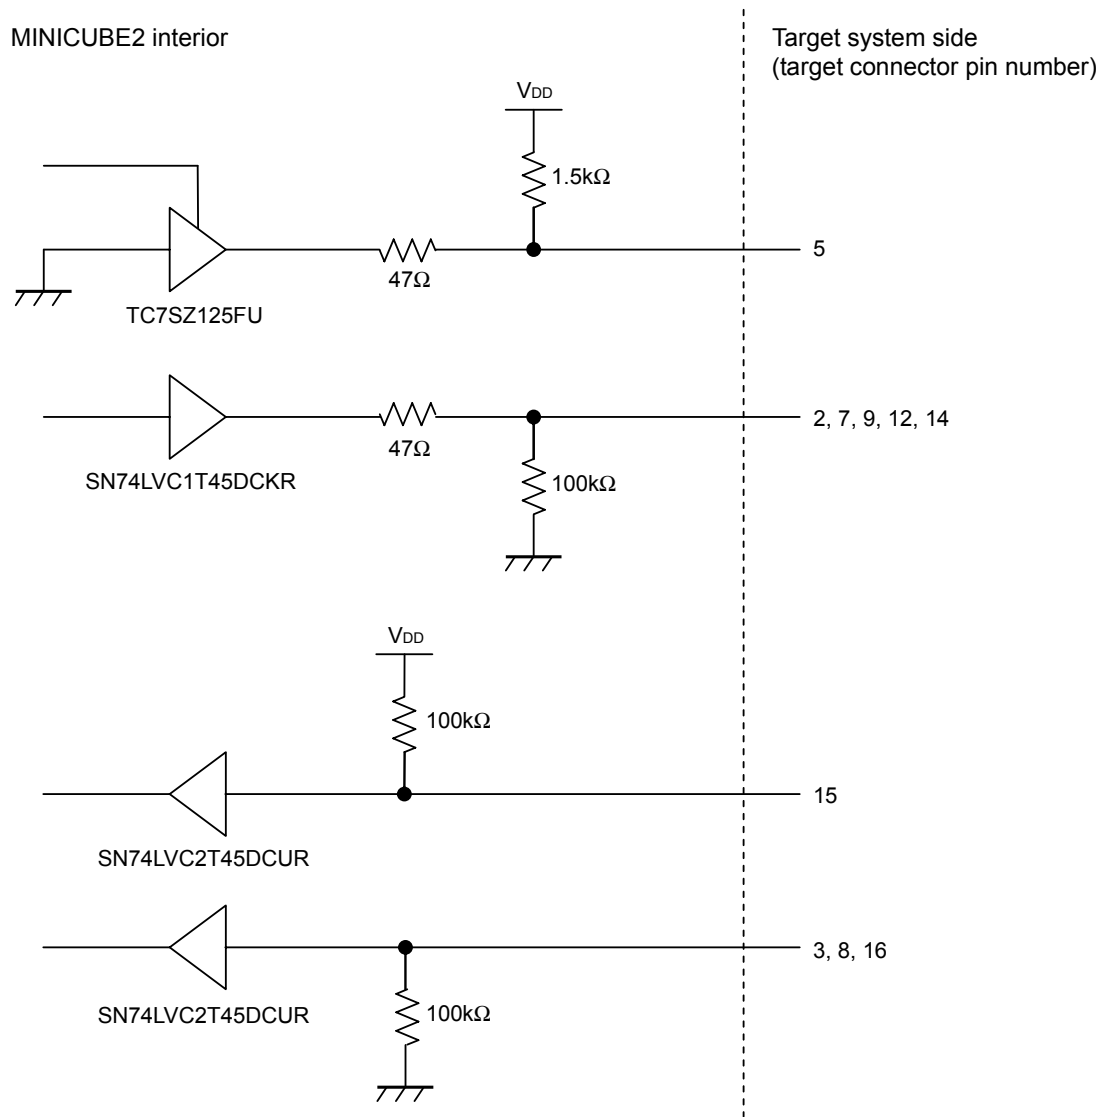 MINICUBE2 interior
Target system side
(target connector pin number)
VDD
1.5kΩ
5
47Ω
TC7SZ125FU
2, 7, 9, 12, 14
47Ω
SN74LVC1T45DCKR
100kΩ
VDD
100kΩ
15
SN74LVC2T45DCUR
3, 8, 16
SN74LVC2T45DCUR
100kΩ